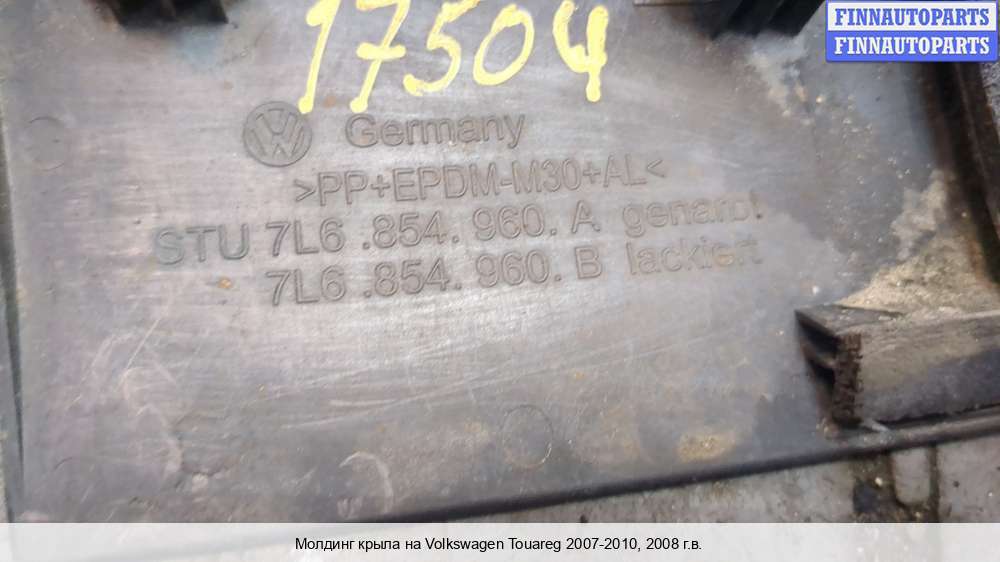 FINNAUTOPARTS
FINNAUTOPARTS
17504
Germany
>PP+EPDM-M30+AL<
STU 7L6 .854. 960. A genarbt
7L6 .854. 960. B lackiert
Молдинг крыла на Volkswagen Touareg 2007-2010, 2008 г.в.